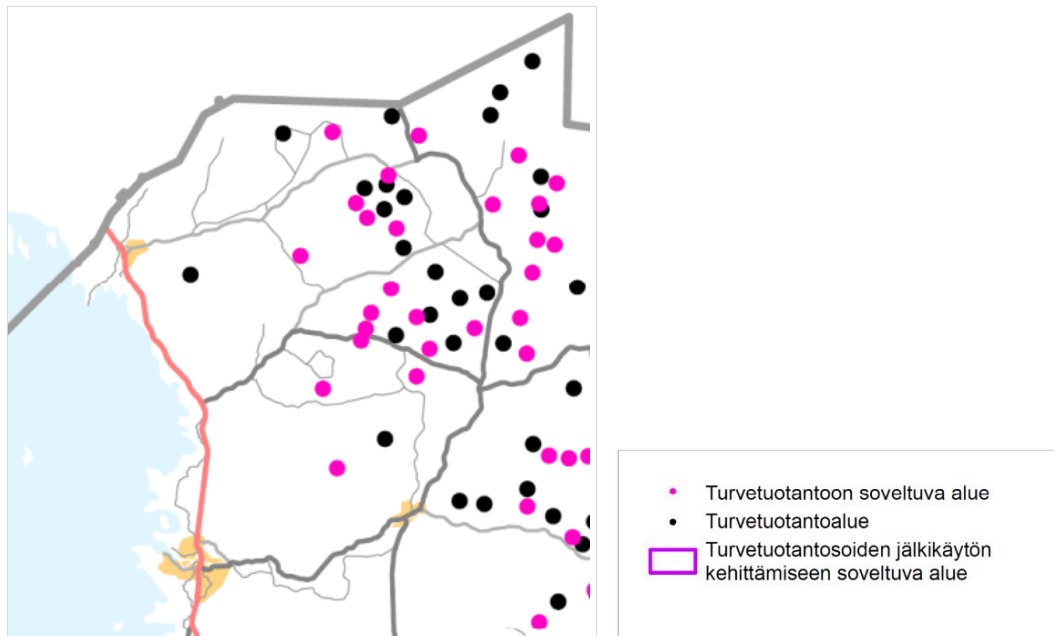 Turvetuotantoon soveltuva alue
Turvetuotantoalue
Turvetuotantosoiden jälkikäytön
kehittämiseen soveltuva alue